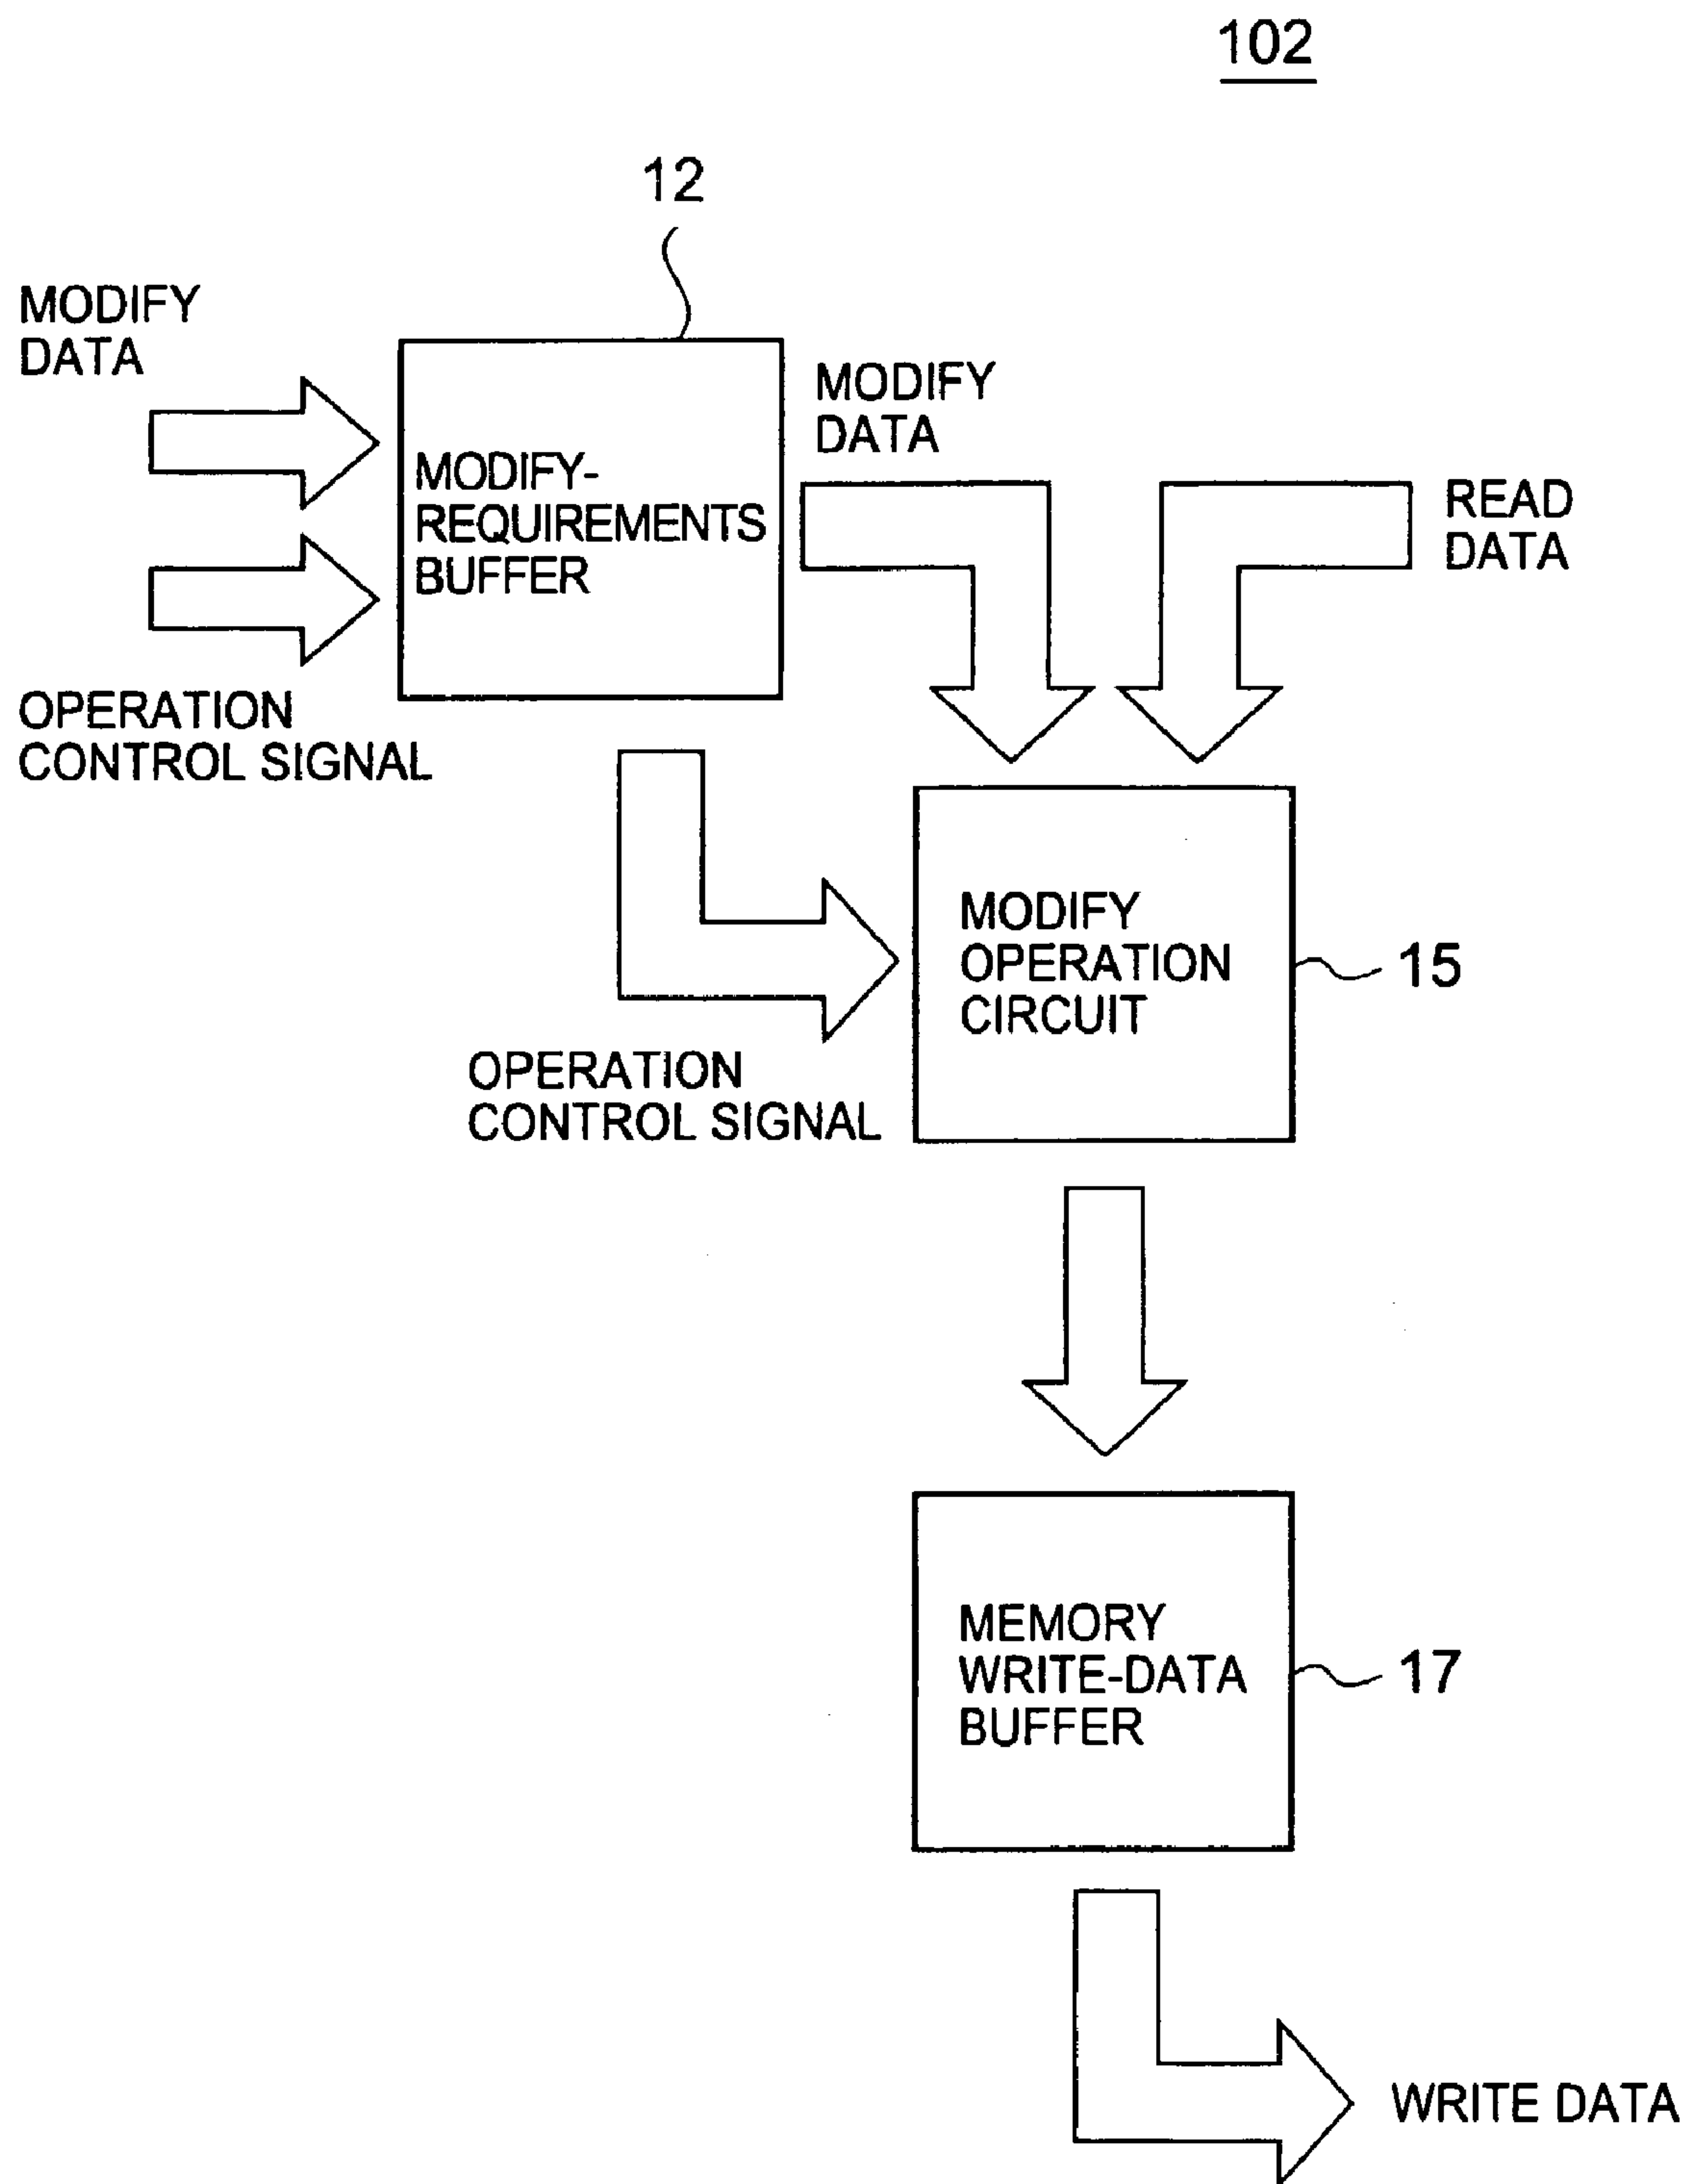 102
12
MODIFY
DATA
MODIFY
DATA
MODIFY-
REQUIREMENTS
BUFFER
READ
DATA
OPERATION
CONTROL SIGNAL
MODIFY
OPERATION
CIRCUIT
15
OPERATION
CONTROL SIGNAL
MEMORY
WRITE-DATA
BUFFER
17
WRITE DATA